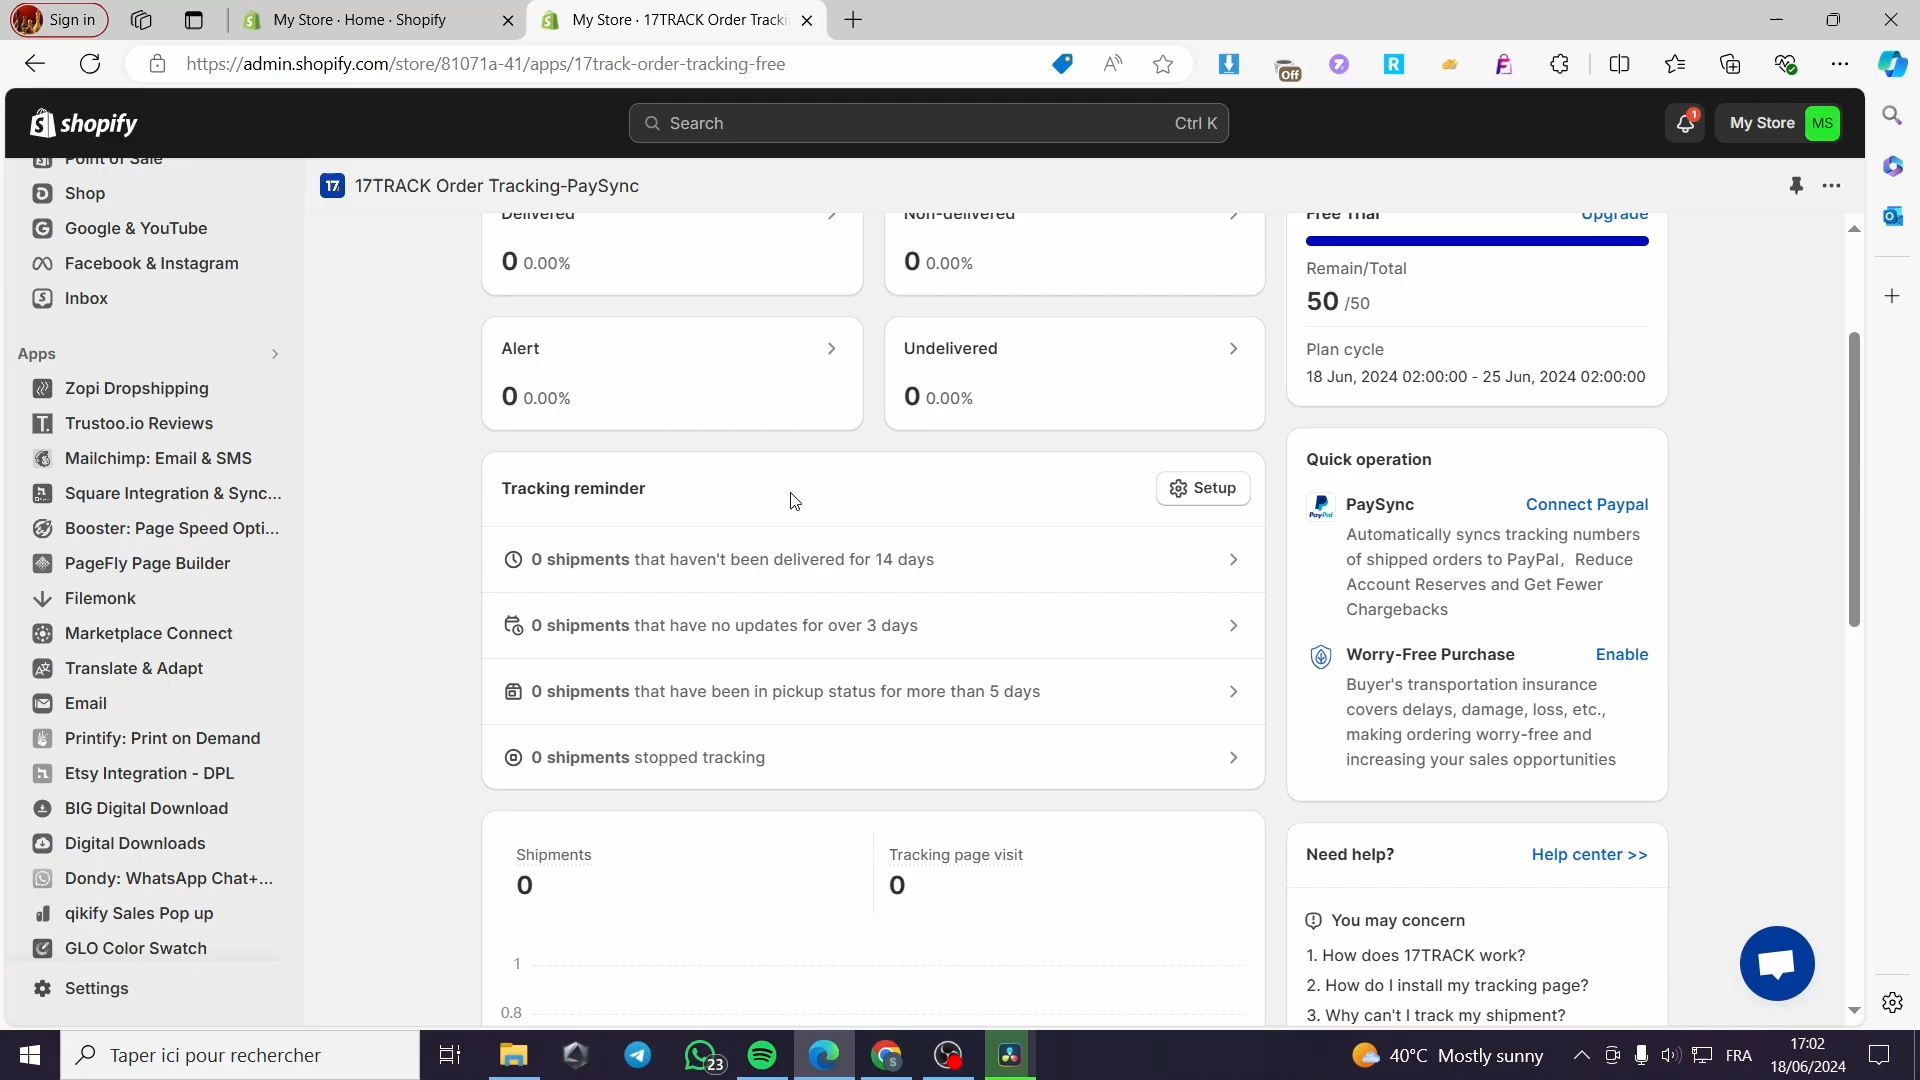 Sign in
My Store · Home · Shopify
My Store · 17TRACK Order Tracki
https://admin.shopify.com/store/81071a-41/apps/17track-order-tracking-free
Off
shopify
Search
Ctrl K
1
My Store
MS
Point of Sale
Shop
Google & YouTube
Facebook & Instagram
Inbox
Apps
Zopi Dropshipping
Trustoo.io Reviews
Mailchimp: Email & SMS
Square Integration & Sync...
Booster: Page Speed Opti...
PageFly Page Builder
Filemonk
Marketplace Connect
Translate & Adapt
Email
Printify: Print on Demand
Etsy Integration - DPL
BIG Digital Download
Digital Downloads
Dondy: WhatsApp Chat+...
qikify Sales Pop up
GLO Color Swatch
Settings
17 17TRACK Order Tracking-PaySync
Delivered
0 0.00%
Non-delivered
0 0.00%
Alert
0 0.00%
Undelivered
0 0.00%
Tracking reminder
Setup
0 shipments that haven't been delivered for 14 days
0 shipments that have no updates for over 3 days
0 shipments that have been in pickup status for more than 5 days
0 shipments stopped tracking
Shipments
0
Tracking page visit
0
1
0.8
Free Trial
Upgrade
Remain/Total
50 /50
Plan cycle
18 Jun, 2024 02:00:00 - 25 Jun, 2024 02:00:00
Quick operation
PayPal
PaySync
Connect Paypal
Automatically syncs tracking numbers
of shipped orders to PayPal, Reduce
Account Reserves and Get Fewer
Chargebacks
Worry-Free Purchase
Enable
Buyer's transportation insurance
covers delays, damage, loss, etc.,
making ordering worry-free and
increasing your sales opportunities
Need help?
Help center >>
You may concern
1. How does 17TRACK work?
2. How do I install my tracking page?
3. Why can't I track my shipment?
Taper ici pour rechercher
23
40°C Mostly sunny
FRA
17:02
18/06/2024